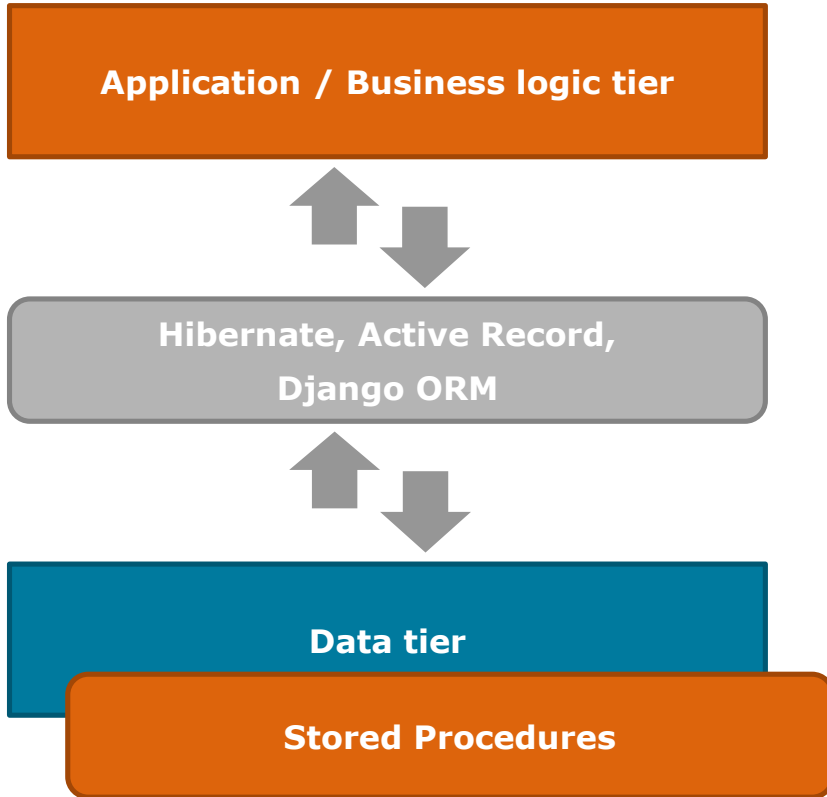 Application / Business logic tier
Hibernate, Active Record,
Django ORM
Data tier
Stored Procedures